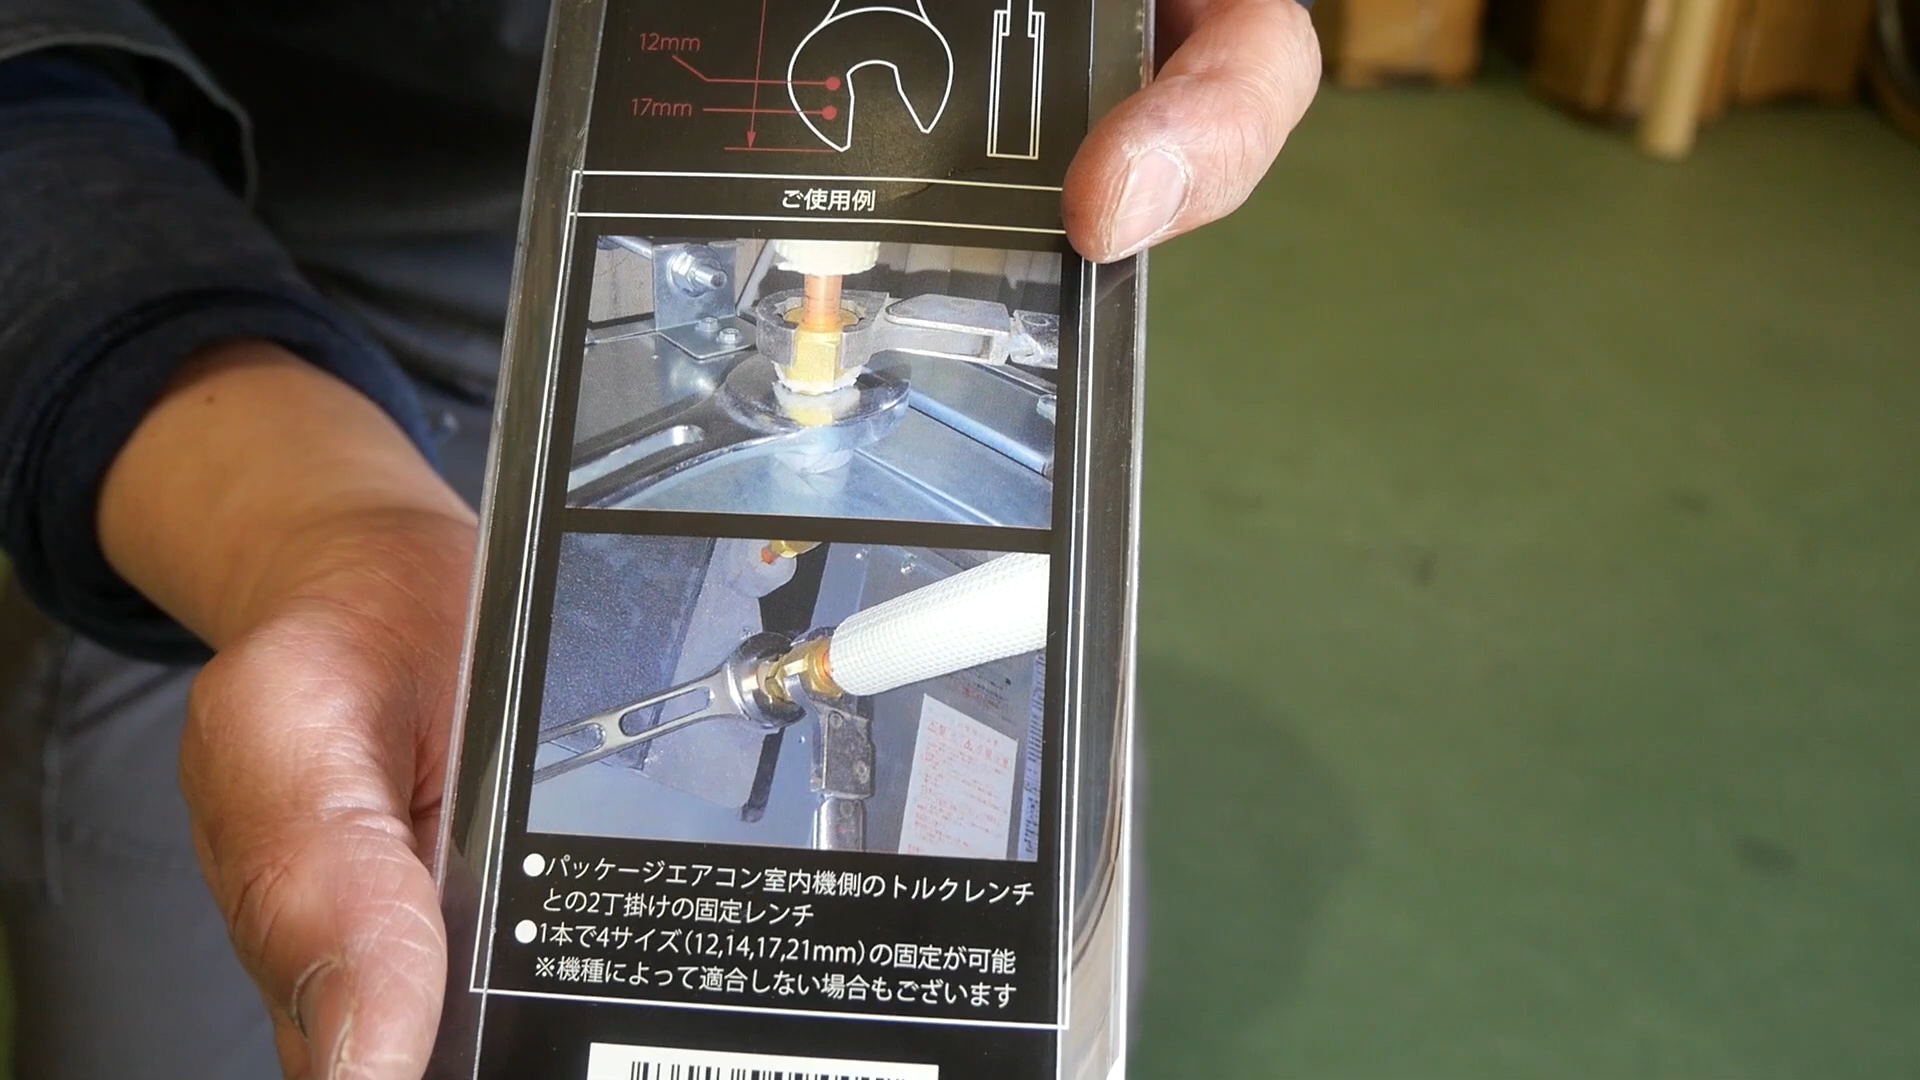 12mm
17mm
ご使用例
●パッケージエアコン室内機側のトルクレンチ
との2丁掛けの固定レンチ
●1本で4サイズ（12,14,17,21mm）の固定が可能
※機種によって適合しない場合もございます